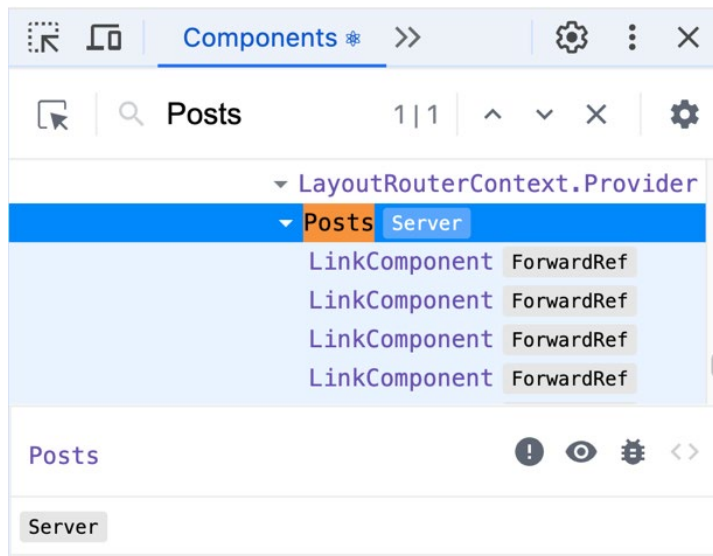 Components
Posts 1|1
LayoutRouterContext.Provider
Posts Server
LinkComponent ForwardRef
LinkComponent ForwardRef
LinkComponent ForwardRef
LinkComponent ForwardRef
Posts
Server